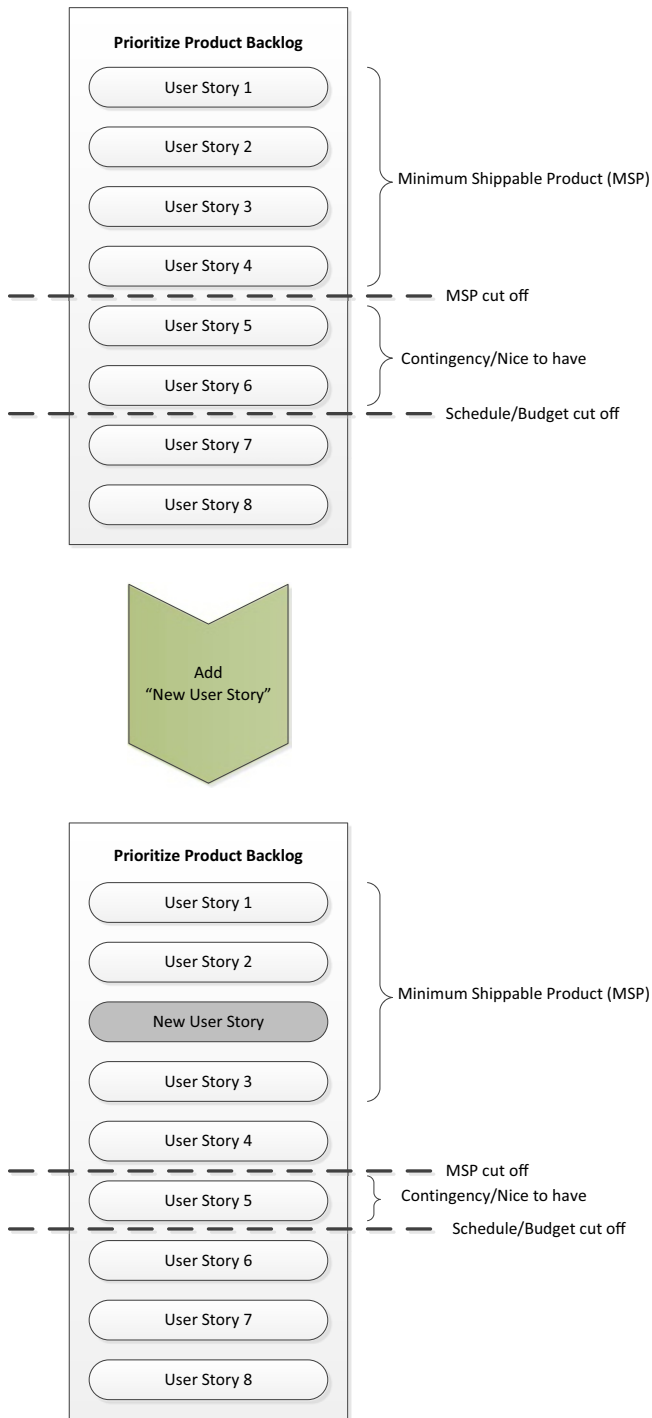 Prioritize Product Backlog
User Story 1
User Story 2
Minimum Shippable Product (MSP)
User Story 3
User Story 4
MSP cut off
User Story 5
Contingency/Nice to have
User Story 6
Schedule/Budget cut off
User Story 7
User Story 8
Add
“New User Story”
Prioritize Product Backlog
User Story 1
User Story 2
Minimum Shippable Product (MSP)
New User Story
User Story 3
User Story 4
MSP cut off
User Story 5
Contingency/Nice to have
Schedule/Budget cut off
User Story 6
User Story 7
User Story 8